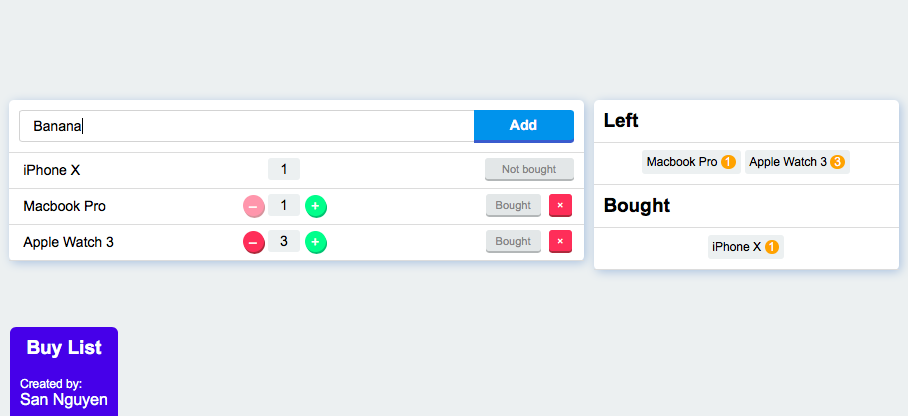 Banana
Add
iPhone X 1 Not bought
Macbook Pro − 1 + Bought ×
Apple Watch 3 − 3 + Bought ×
Left
Macbook Pro 1 Apple Watch 3 3
Bought
iPhone X 1
Buy List
Created by:
San Nguyen